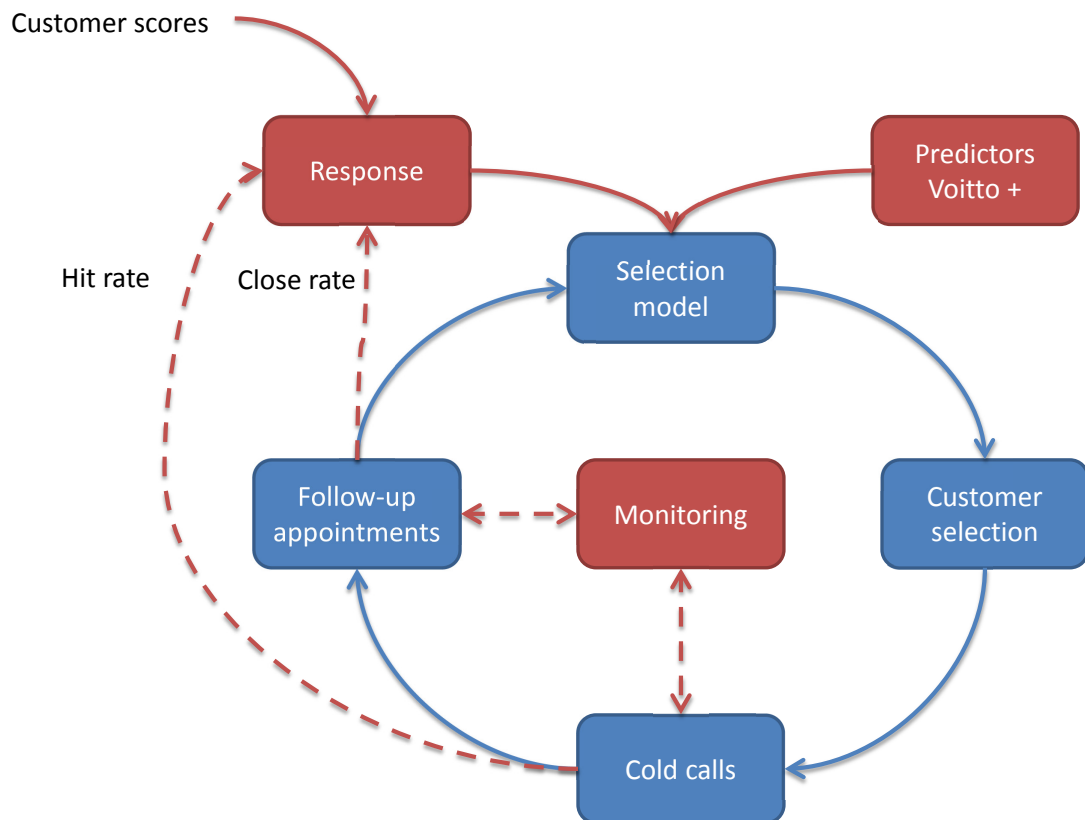 Customer scores
Response
Predictors
Voitto +
Hit rate
Close rate
Selection
model
Follow-up
appointments
Monitoring
Customer
selection
Cold calls